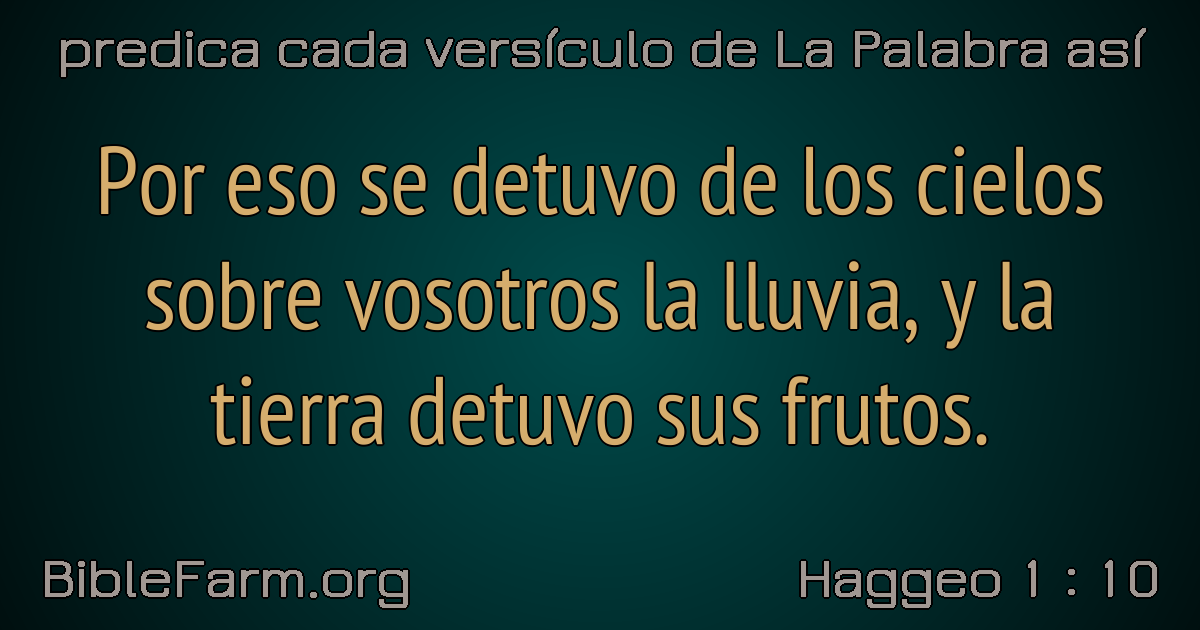 predica cada versículo de La Palabra así
Por eso se detuvo de los cielos
sobre vosotros la lluvia, y la
tierra detuvo sus frutos.
BibleFarm.org
Haggeo 1 : 10